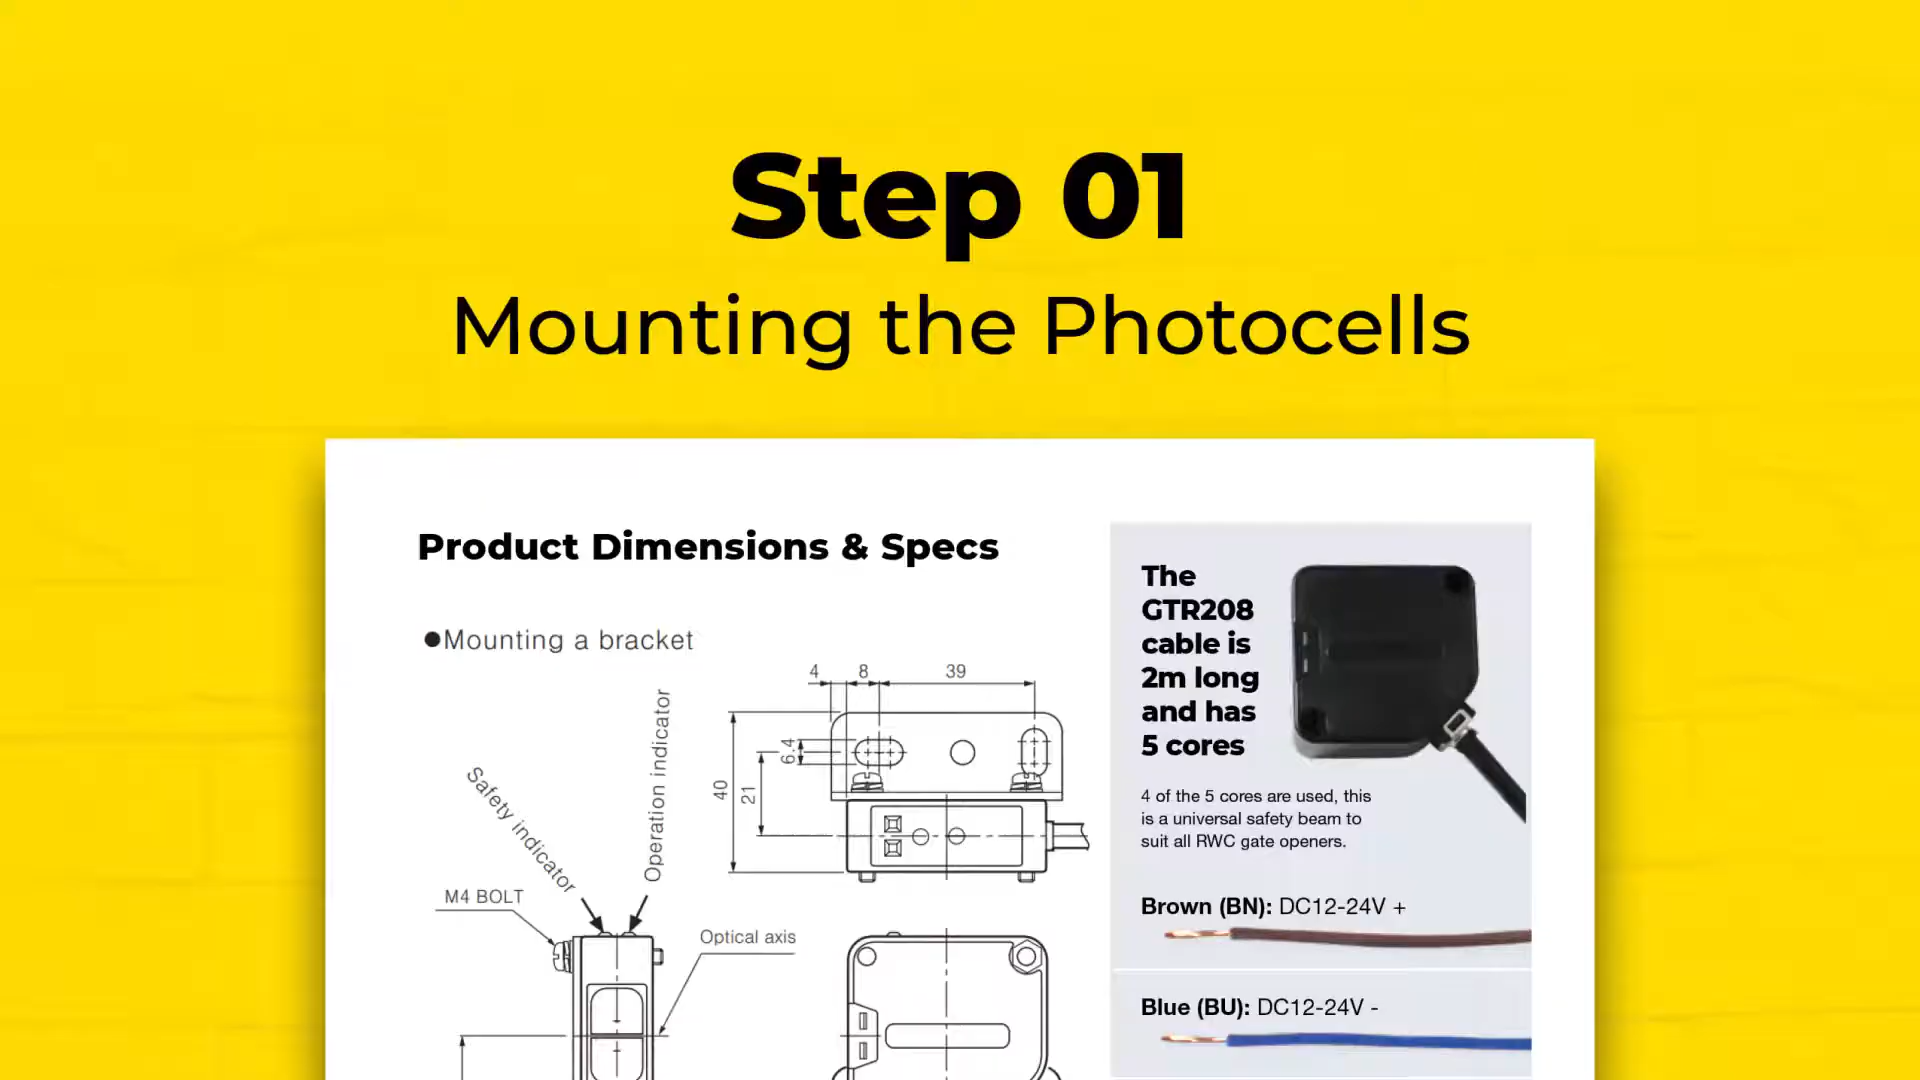 Step 01
Mounting the Photocells
Product Dimensions & Specs
●Mounting a bracket
4 8 39
6.4
40
21
Safety indicator
Operation indicator
M4 BOLT
Optical axis
The
GTR208
cable is
2m long
and has
5 cores
4 of the 5 cores are used, this
is a universal safety beam to
suit all RWC gate openers.
Brown (BN): DC12-24V +
Blue (BU): DC12-24V -